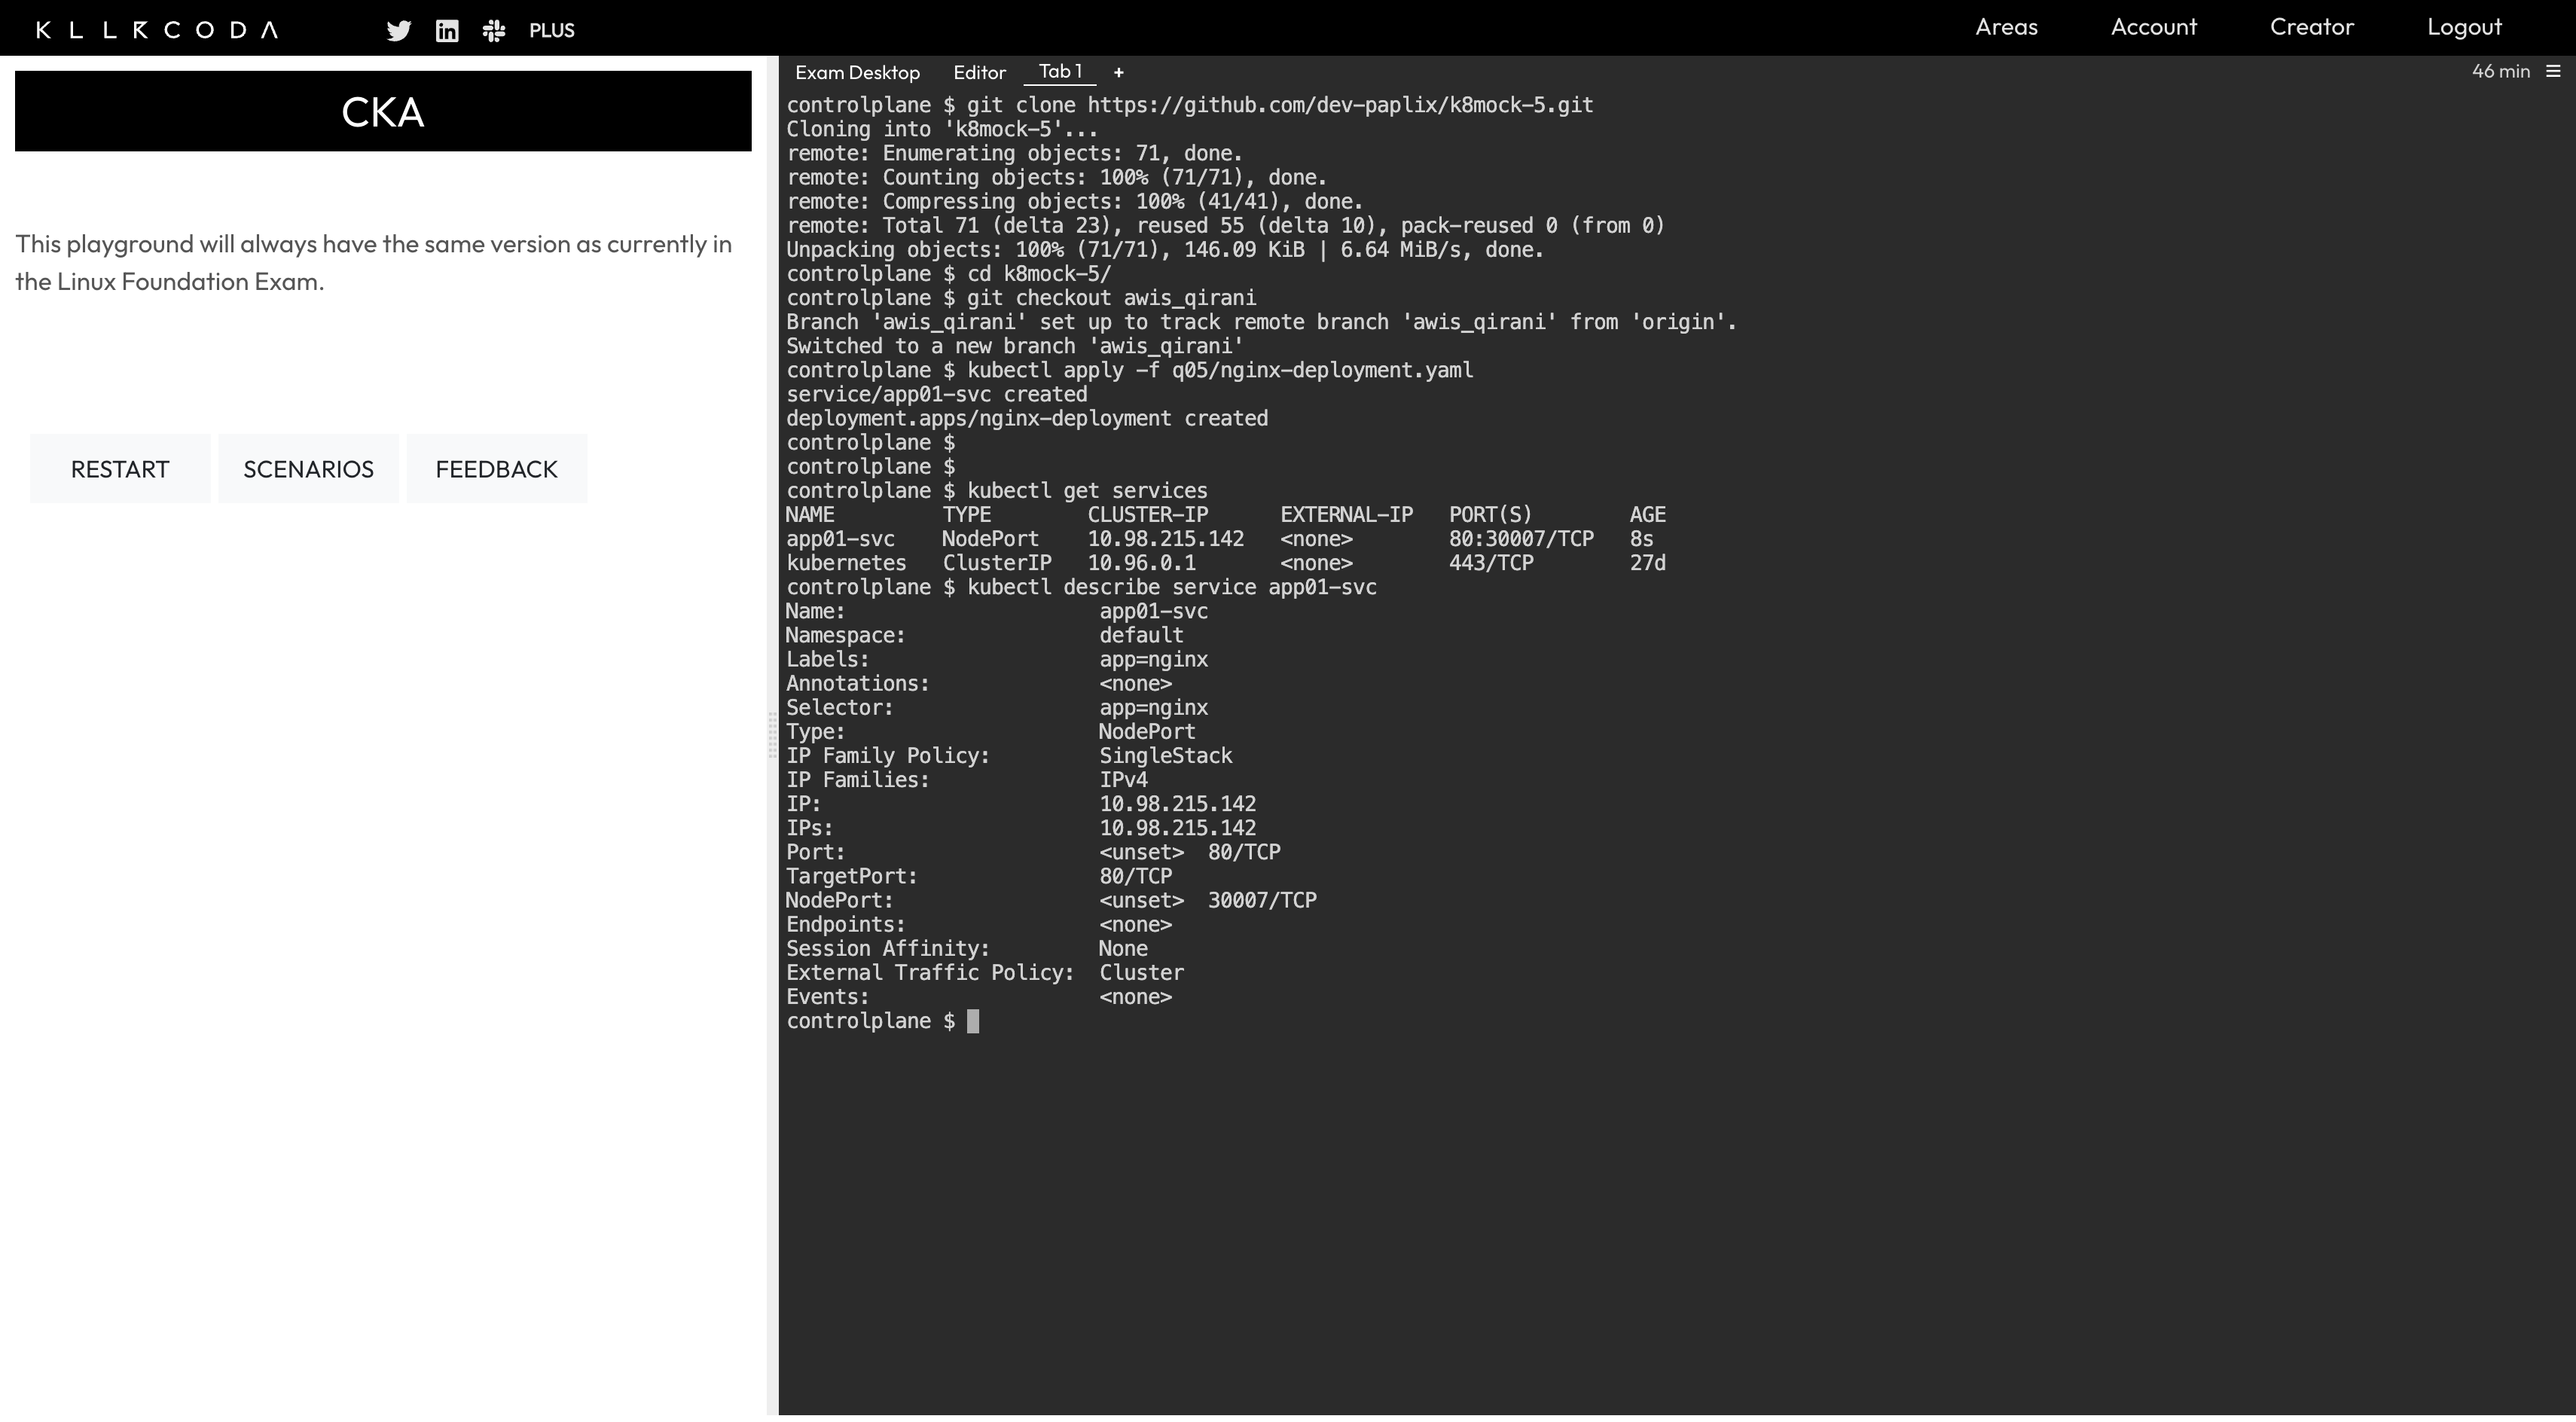 KLLRCODA PLUS Areas Account Creator Logout
CKA
This playground will always have the same version as currently in
the Linux Foundation Exam.
RESTART SCENARIOS FEEDBACK
Exam Desktop Editor Tab 1 + 46 min
controlplane $ git clone https://github.com/dev-paplix/k8mock-5.git
Cloning into 'k8mock-5'...
remote: Enumerating objects: 71, done.
remote: Counting objects: 100% (71/71), done.
remote: Compressing objects: 100% (41/41), done.
remote: Total 71 (delta 23), reused 55 (delta 10), pack-reused 0 (from 0)
Unpacking objects: 100% (71/71), 146.09 KiB | 6.64 MiB/s, done.
controlplane $ cd k8mock-5/
controlplane $ git checkout awis_qirani
Branch 'awis_qirani' set up to track remote branch 'awis_qirani' from 'origin'.
Switched to a new branch 'awis_qirani'
controlplane $ kubectl apply -f q05/nginx-deployment.yaml
service/app01-svc created
deployment.apps/nginx-deployment created
controlplane $
controlplane $
controlplane $ kubectl get services
NAME TYPE CLUSTER-IP EXTERNAL-IP PORT(S) AGE
app01-svc NodePort 10.98.215.142 <none> 80:30007/TCP 8s
kubernetes ClusterIP 10.96.0.1 <none> 443/TCP 27d
controlplane $ kubectl describe service app01-svc
Name: app01-svc
Namespace: default
Labels: app=nginx
Annotations: <none>
Selector: app=nginx
Type: NodePort
IP Family Policy: SingleStack
IP Families: IPv4
IP: 10.98.215.142
IPs: 10.98.215.142
Port: <unset> 80/TCP
TargetPort: 80/TCP
NodePort: <unset> 30007/TCP
Endpoints: <none>
Session Affinity: None
External Traffic Policy: Cluster
Events: <none>
controlplane $